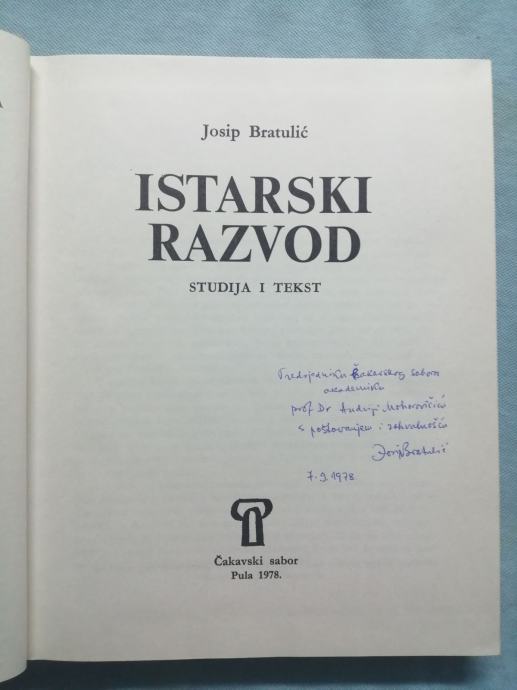 A
Josip Bratulić
ISTARSKI
RAZVOD
STUDIJA I TEKST
Predsjedniku Čakavskog sabora
akademiku
prof Dr Andriji Mohorovičiću
s poštovanjem i zahvalnošću
Josip Bratulić
7. 9. 1978
Čakavski sabor
Pula 1978.